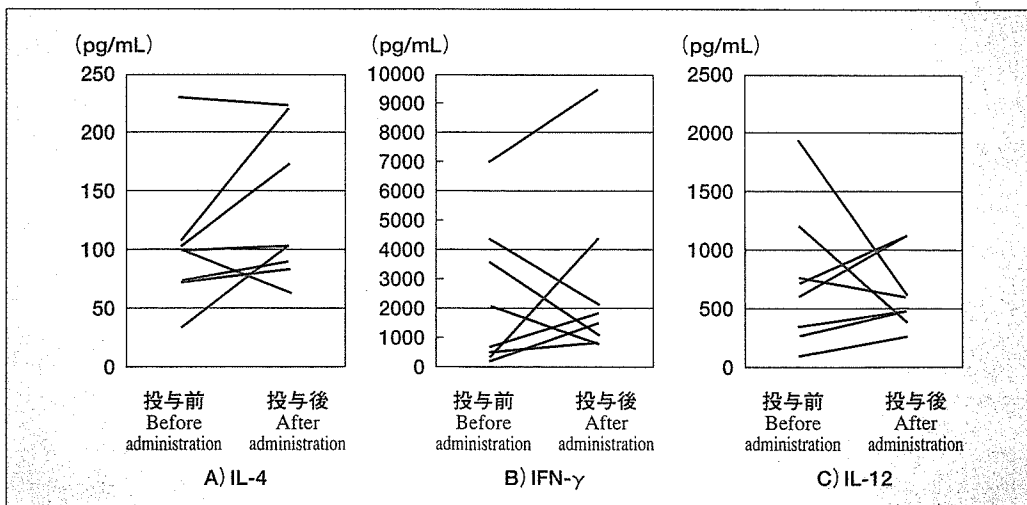 (pg/mL)
250
200
150
100
50
0
投与前
Before
administration
投与後
After
administration
A) IL-4
(pg/mL)
10000
9000
8000
7000
6000
5000
4000
3000
2000
1000
0
投与前
Before
administration
投与後
After
administration
B) IFN-γ
(pg/mL)
2500
2000
1500
1000
500
0
投与前
Before
administration
投与後
After
administration
C) IL-12